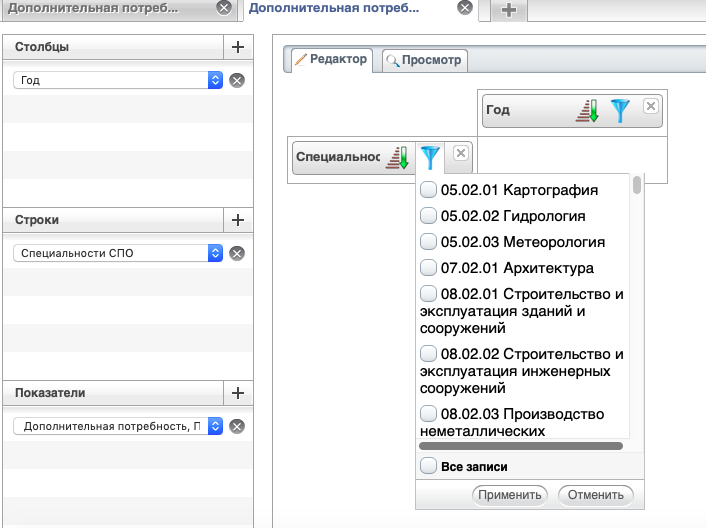 Дополнительная потреб...
Дополнительная потреб...
Столбцы
Год
Строки
Специальности СПО
Показатели
Дополнительная потребность, П
Редактор
Просмотр
Год
Специальнос
05.02.01 Картография
05.02.02 Гидрология
05.02.03 Метеорология
07.02.01 Архитектура
08.02.01 Строительство и
эксплуатация зданий и
сооружений
08.02.02 Строительство и
эксплуатация инженерных
сооружений
08.02.03 Производство
неметаллических
Все записи
Применить
Отменить